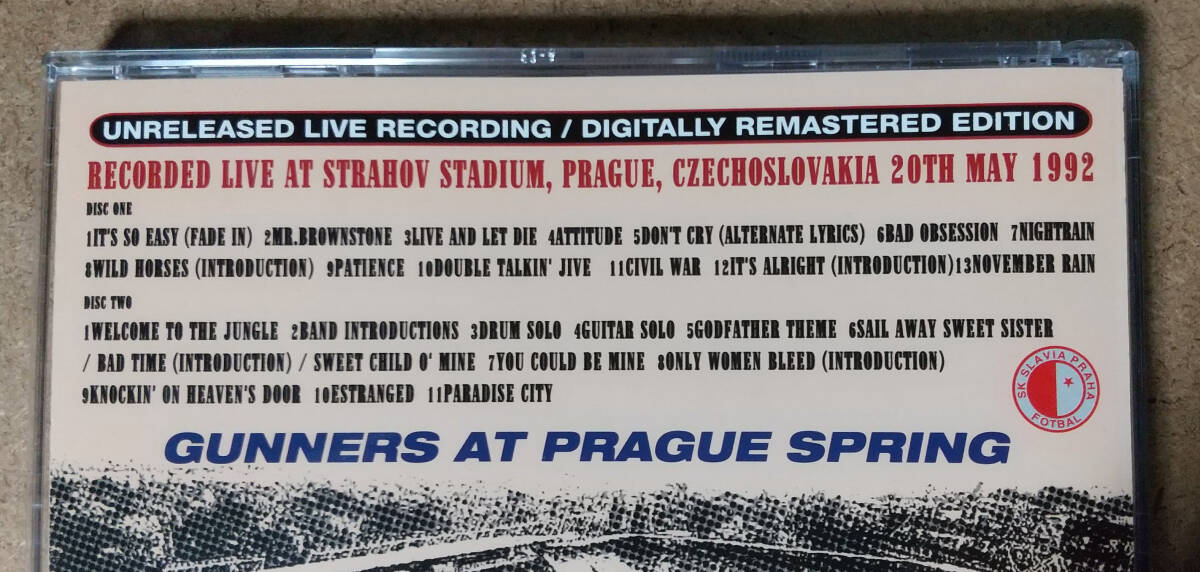 UNRELEASED LIVE RECORDING / DIGITALLY REMASTERED EDITION
RECORDED LIVE AT STRAHOV STADIUM, PRAGUE, CZECHOSLOVAKIA 20TH MAY 1992
DISC ONE
1IT'S SO EASY (FADE IN) 2MR.BROWNSTONE 3LIVE AND LET DIE 4ATTITUDE 5DON'T CRY (ALTERNATE LYRICS) 6BAD OBSESSION 7NIGHTRAIN
8WILD HORSES (INTRODUCTION) 9PATIENCE 10DOUBLE TALKIN' JIVE 11CIVIL WAR 12IT'S ALRIGHT (INTRODUCTION)13NOVEMBER RAIN
DISC TWO
1WELCOME TO THE JUNGLE 2BAND INTRODUCTIONS 3DRUM SOLO 4GUITAR SOLO 5GODFATHER THEME 6SAIL AWAY SWEET SISTER
/ BAD TIME (INTRODUCTION) / SWEET CHILD O' MINE 7YOU COULD BE MINE 8ONLY WOMEN BLEED (INTRODUCTION)
9KNOCKIN' ON HEAVEN'S DOOR 10ESTRANGED 11PARADISE CITY
SK SLAVIA PRAHA
FOTBAL
GUNNERS AT PRAGUE SPRING